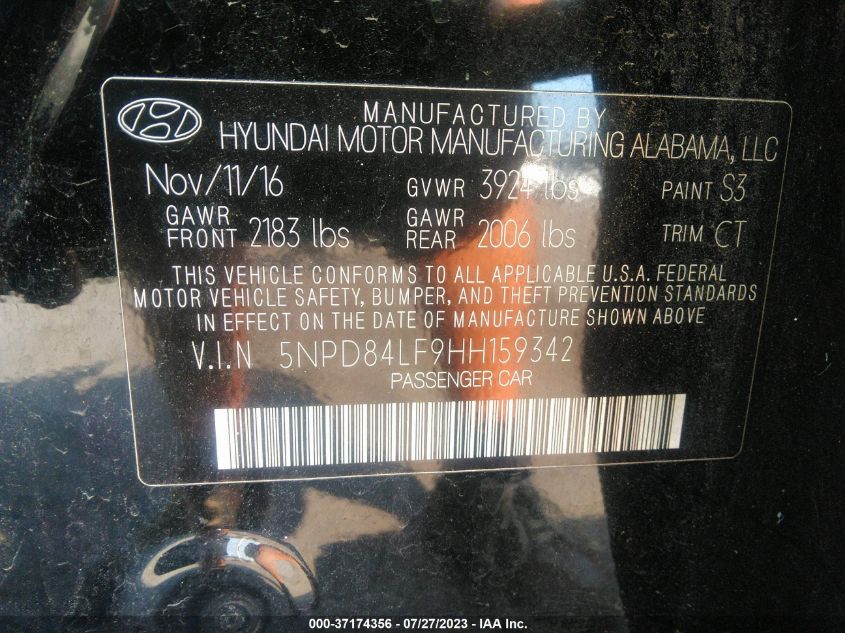 MANUFACTURED BY
HYUNDAI MOTOR MANUFACTURING ALABAMA, LLC
Nov/11/16 GVWR 3924 lbs PAINT S3
GAWR FRONT 2183 lbs GAWR REAR 2006 lbs TRIM CT
THIS VEHICLE CONFORMS TO ALL APPLICABLE U.S.A. FEDERAL
MOTOR VEHICLE SAFETY, BUMPER, AND THEFT PREVENTION STANDARDS
IN EFFECT ON THE DATE OF MANUFACTURE SHOWN ABOVE
V.I.N 5NPD84LF9HH159342
PASSENGER CAR
000-37174356 - 07/27/2023 - IAA Inc.